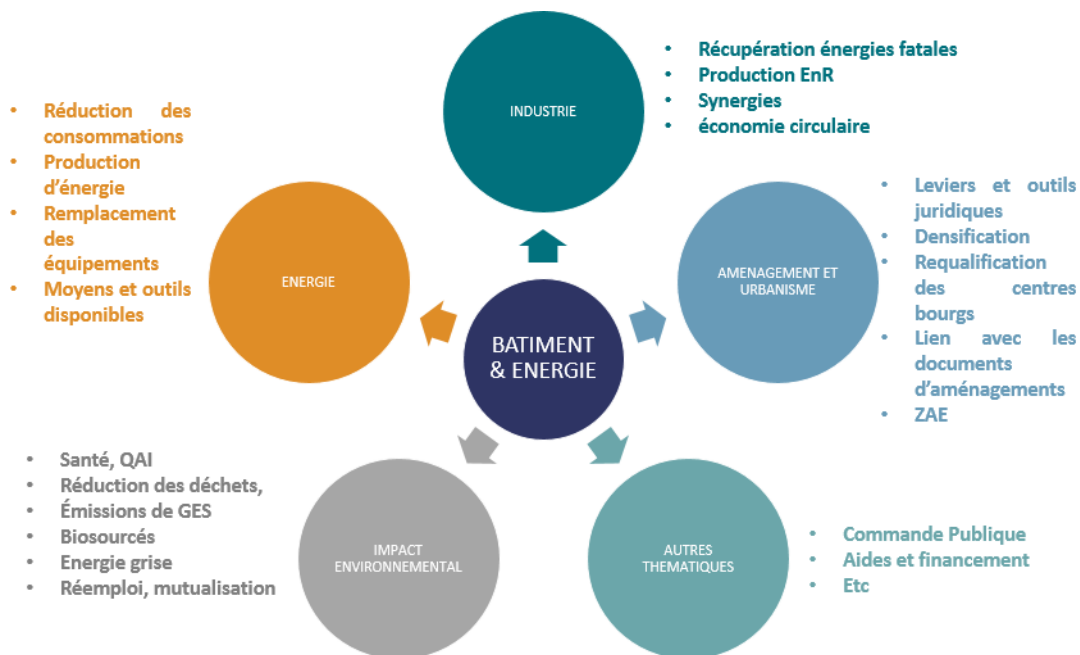 INDUSTRIE
• Récupération énergies fatales
• Production EnR
• Synergies
• économie circulaire
• Réduction des
consommations
• Production
d'énergie
• Remplacement
des
équipements
• Moyens et outils
disponibles
ENERGIE
AMENAGEMENT ET
URBANISME
• Leviers et outils
juridiques
• Densification
• Requalification
des centres
bourgs
• Lien avec les
documents
d'aménagements
• ZAE
BATIMENT
& ENERGIE
• Santé, QAI
• Réduction des déchets,
• Émissions de GES
• Biosourcés
• Energie grise
• Réemploi, mutualisation
IMPACT
ENVIRONNEMENTAL
AUTRES
THEMATIQUES
• Commande Publique
• Aides et financement
• Etc